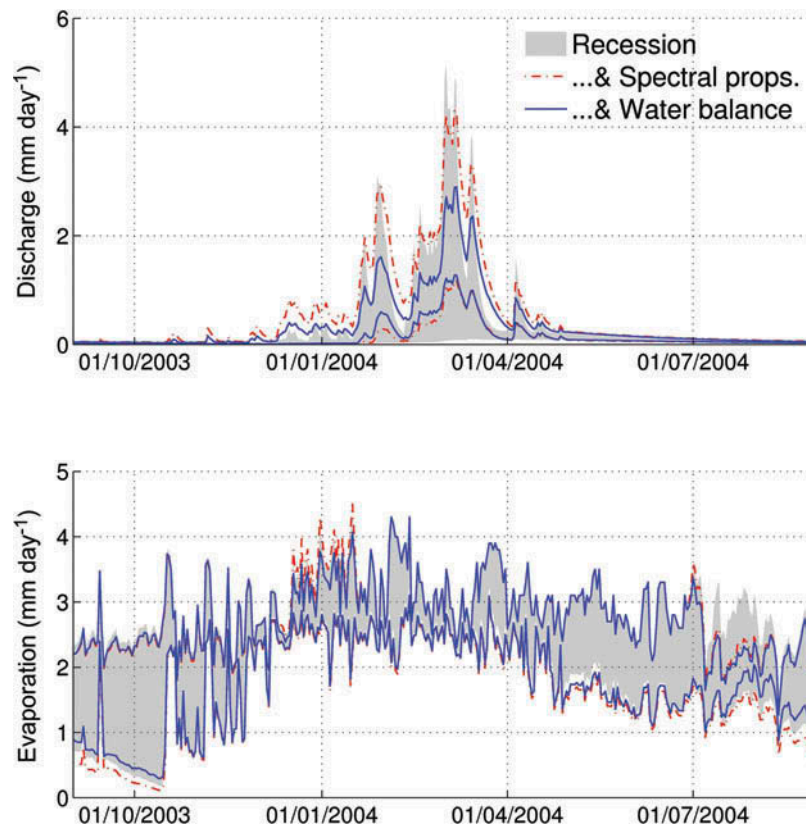 6
4
2
0
Discharge (mm day-1)
Recession
...& Spectral props.
...& Water balance
01/10/2003 01/01/2004 01/04/2004 01/07/2004
5
4
3
2
1
0
Evaporation (mm day-1)
01/10/2003 01/01/2004 01/04/2004 01/07/2004